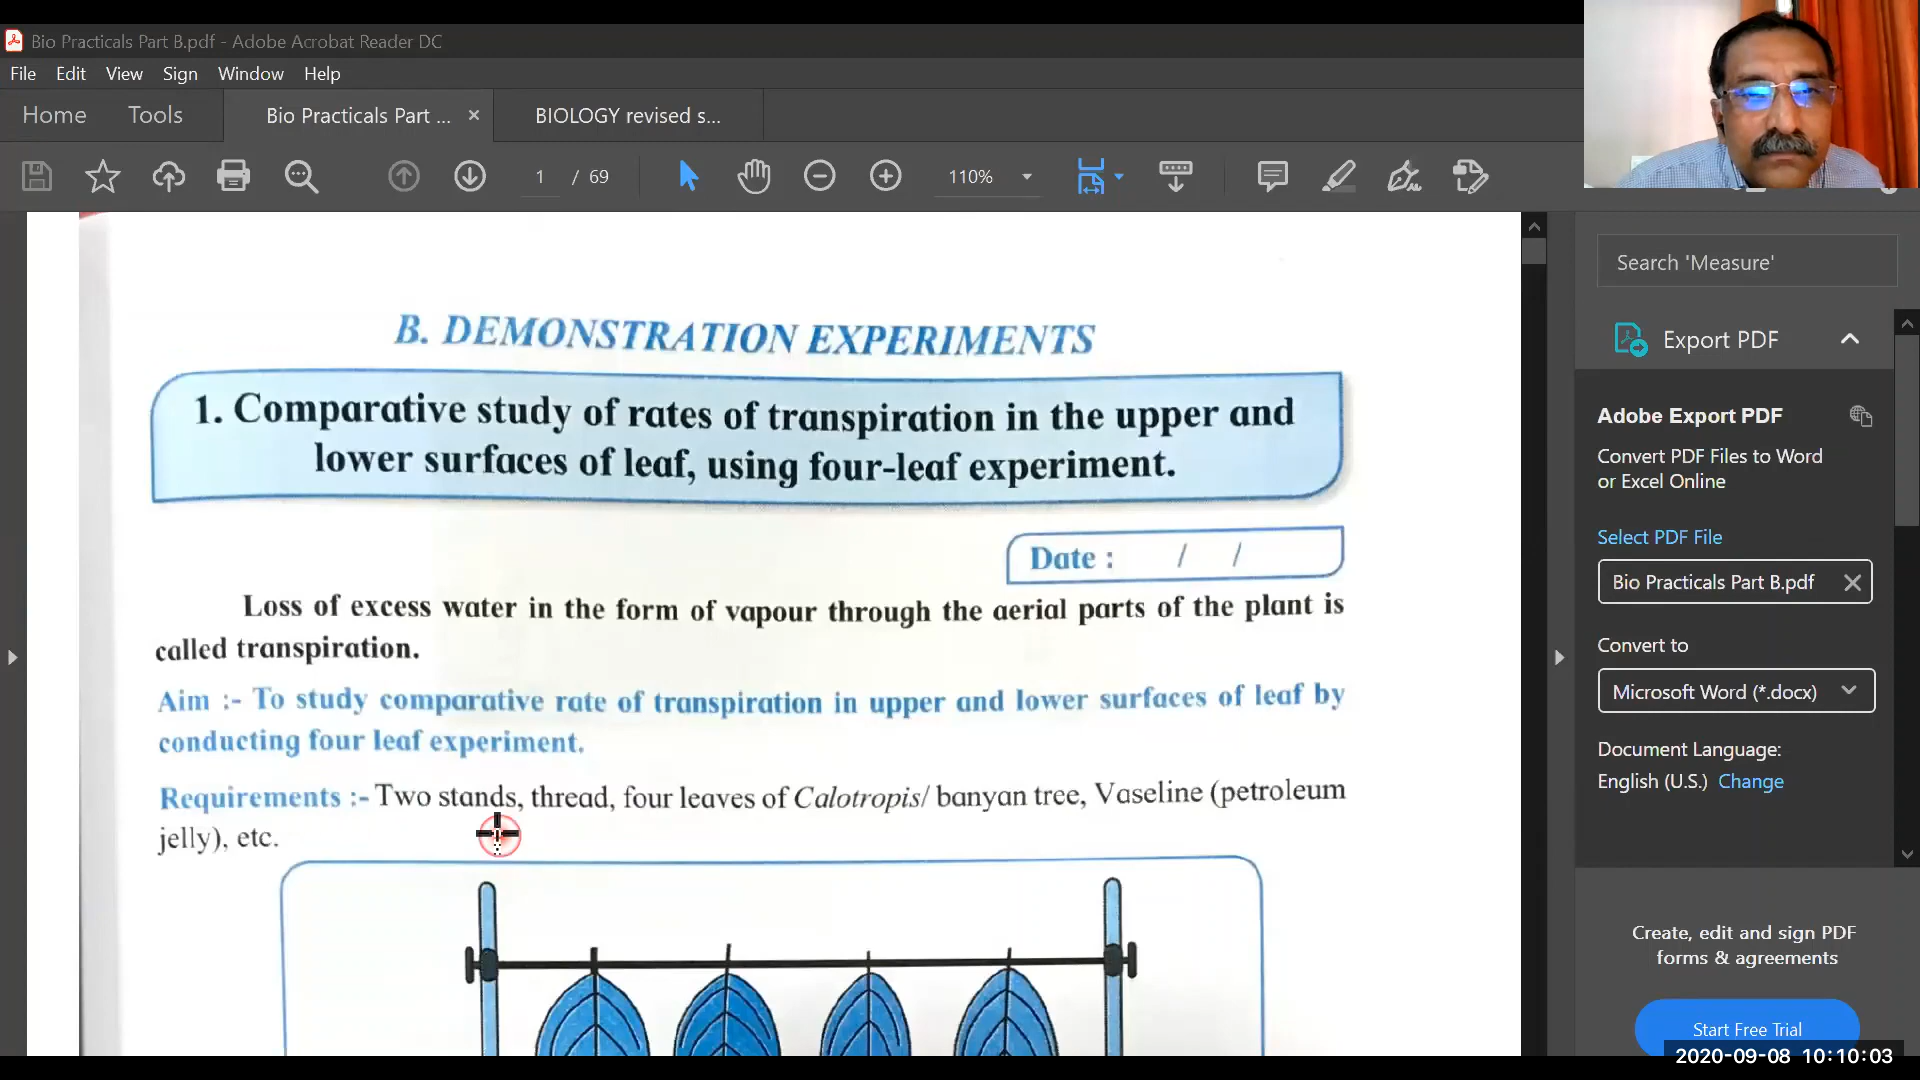 Bio Practicals Part B.pdf - Adobe Acrobat Reader DC
File Edit View Sign Window Help
Home Tools Bio Practicals Part ... × BIOLOGY revised s...
1 / 69 110%
B. DEMONSTRATION EXPERIMENTS
1. Comparative study of rates of transpiration in the upper and
lower surfaces of leaf, using four-leaf experiment.
Date : / /
Loss of excess water in the form of vapour through the aerial parts of the plant is
called transpiration.
Aim :- To study comparative rate of transpiration in upper and lower surfaces of leaf by
conducting four leaf experiment.
Requirements :- Two stands, thread, four leaves of Calotropis/ banyan tree, Vaseline (petroleum
jelly), etc.
Search 'Measure'
Export PDF
Adobe Export PDF
Convert PDF Files to Word
or Excel Online
Select PDF File
Bio Practicals Part B.pdf
Convert to
Microsoft Word (*.docx)
Document Language:
English (U.S.) Change
Create, edit and sign PDF
forms & agreements
Start Free Trial
2020-09-08 10:10:03